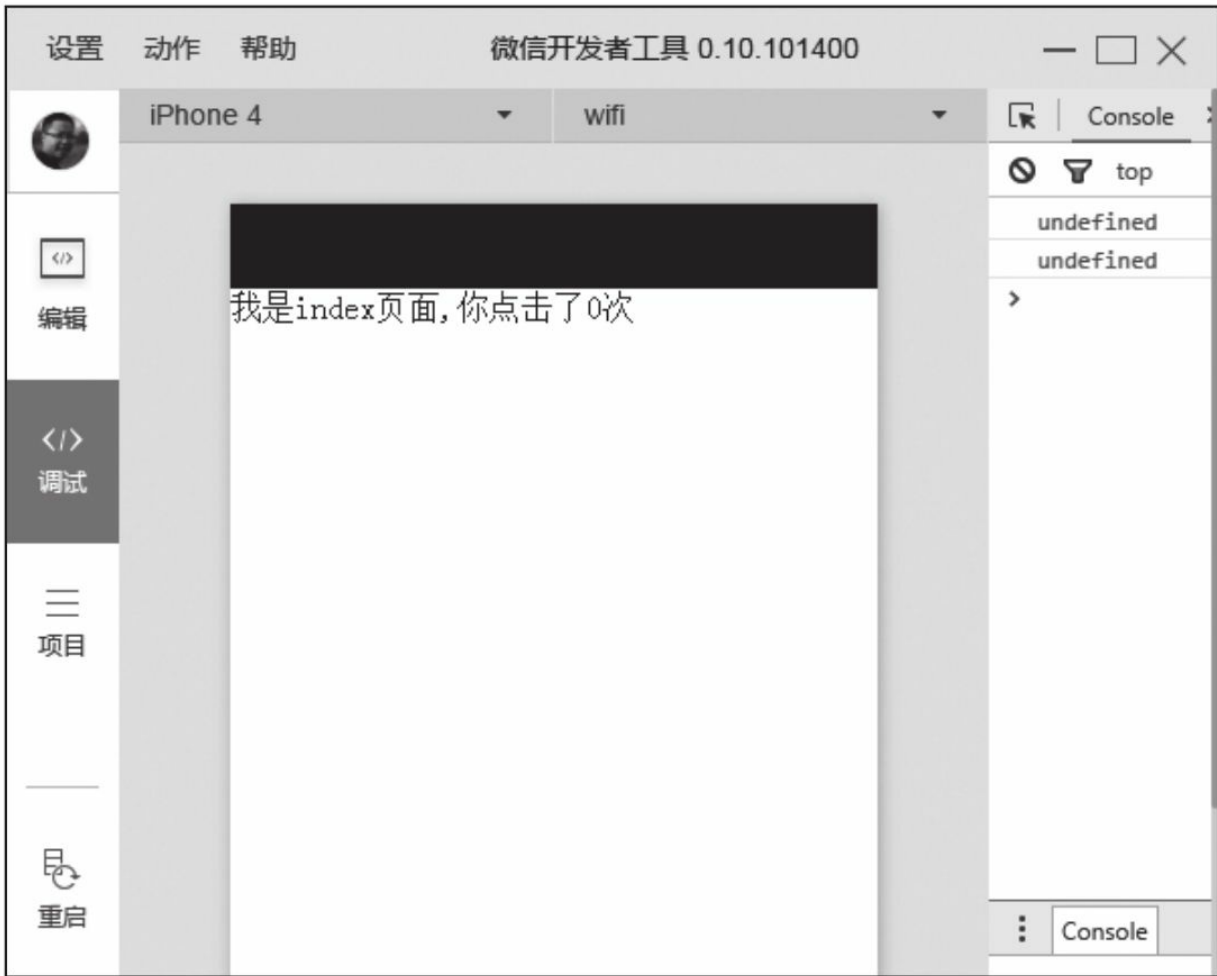 设置 动作 帮助 微信开发者工具 0.10.101400
iPhone 4 wifi
Console
top
undefined
undefined
我是index页面,你点击了0次
编辑
调试
项目
重启
Console